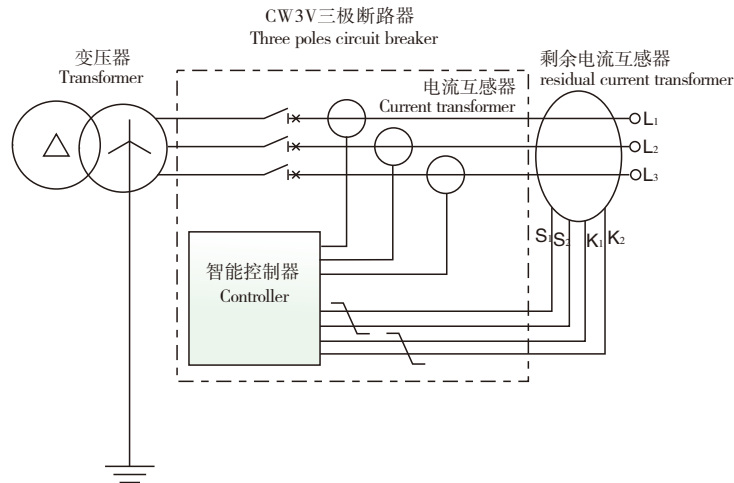 CW3V三极断路器
Three poles circuit breaker
变压器
Transformer
电流互感器
Current transformer
剩余电流互感器
residual current transformer
L1
L2
L3
S1
S2
K1
K2
智能控制器
Controller